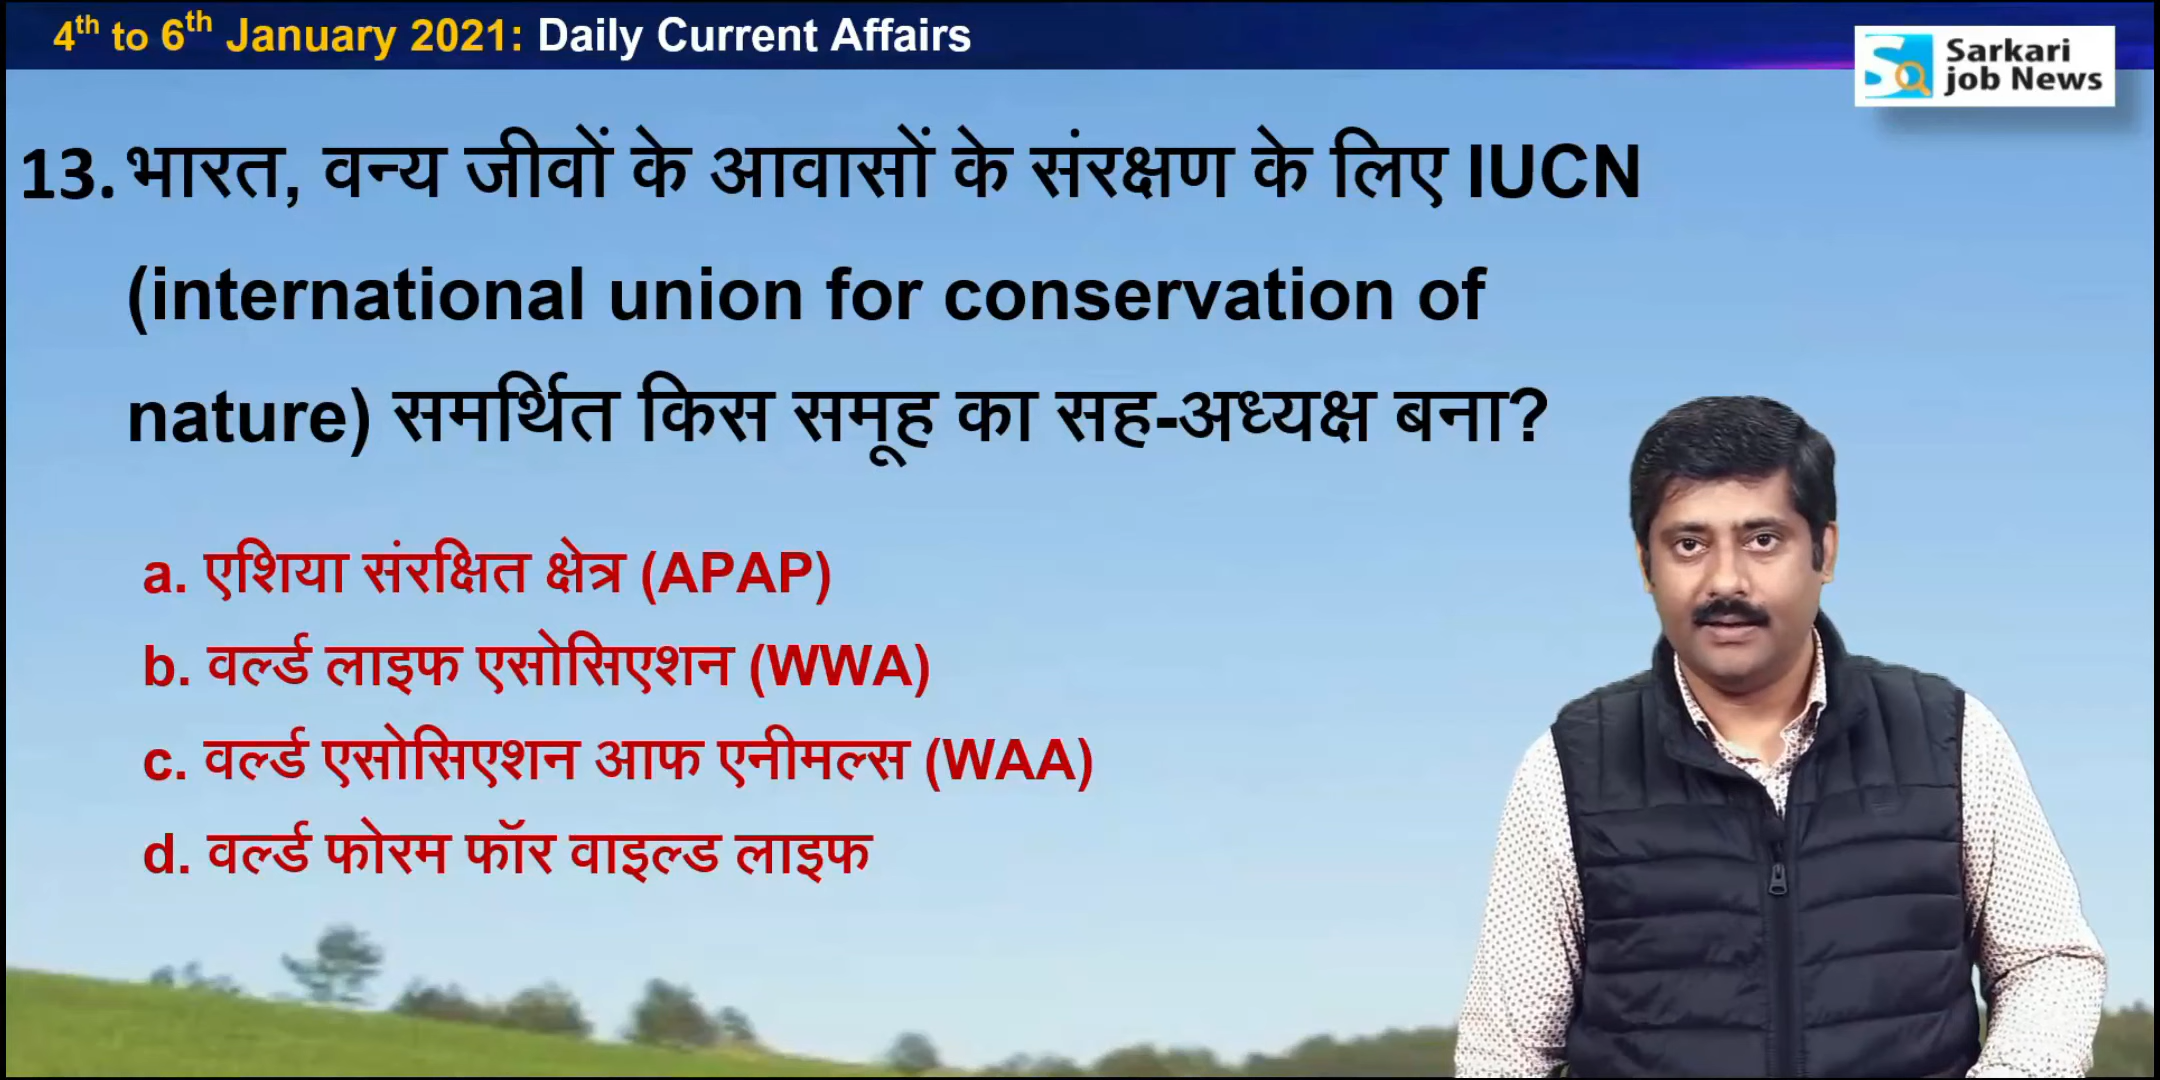 4th to 6th January 2021: Daily Current Affairs
Sarkari
job News
13. भारत, वन्य जीवों के आवासों के संरक्षण के लिए IUCN
(international union for conservation of
nature) समर्थित किस समूह का सह-अध्यक्ष बना?
a. एशिया संरक्षित क्षेत्र (APAP)
b. वर्ल्ड लाइफ एसोसिएशन (WWA)
c. वर्ल्ड एसोसिएशन आफ एनीमल्स (WAA)
d. वर्ल्ड फोरम फॉर वाइल्ड लाइफ